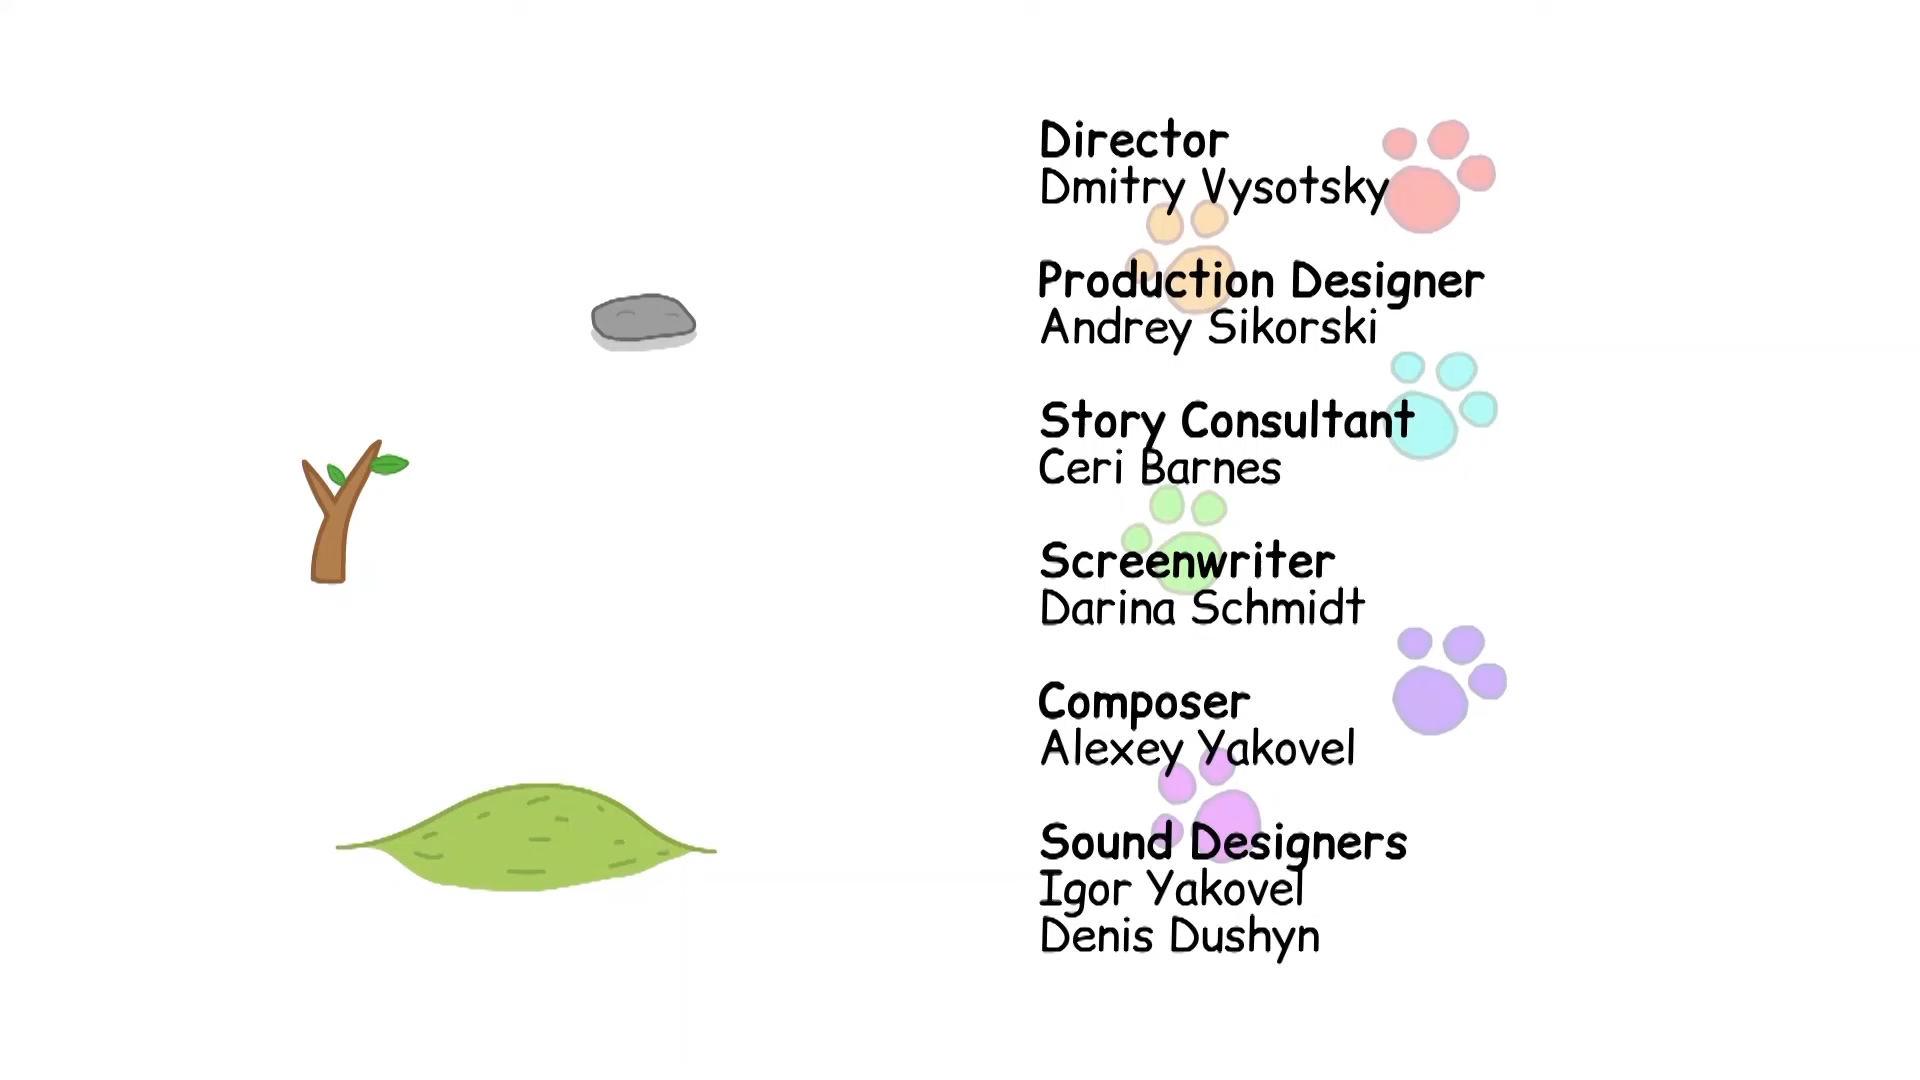 Director
Dmitry Vysotsky
Production Designer
Andrey Sikorski
Story Consultant
Ceri Barnes
Screenwriter
Darina Schmidt
Composer
Alexey Yakovel
Sound Designers
Igor Yakovel
Denis Dushyn